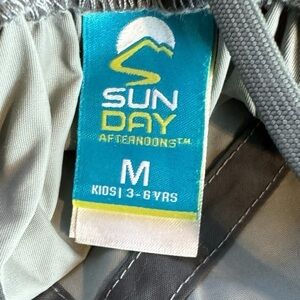 SUN
DAY
AFTERNOONS™
M
KIDS | 3-6 YRS